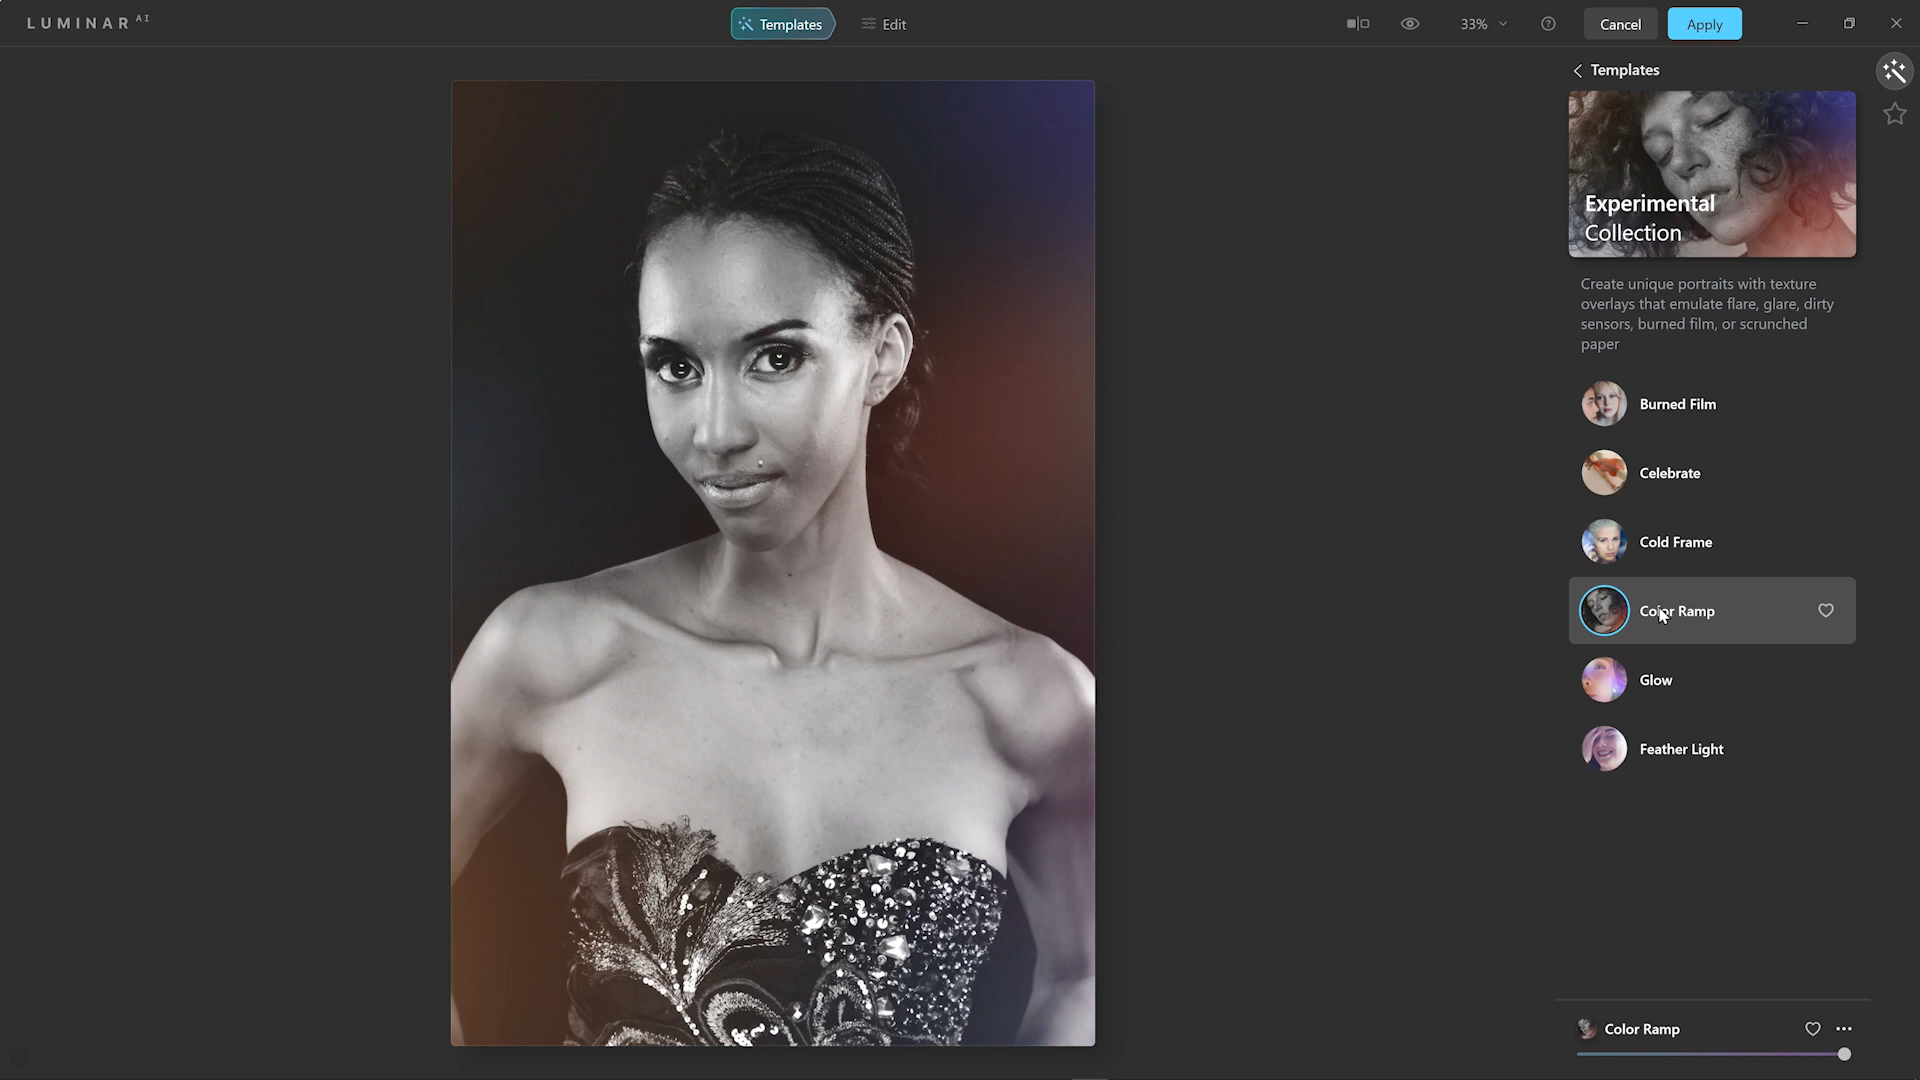 LUMINAR AI
Templates
Edit
33%
Cancel
Apply
Templates
Experimental
Collection
Create unique portraits with texture
overlays that emulate flare, glare, dirty
sensors, burned film, or scrunched
paper
Burned Film
Celebrate
Cold Frame
Color Ramp
Glow
Feather Light
Color Ramp